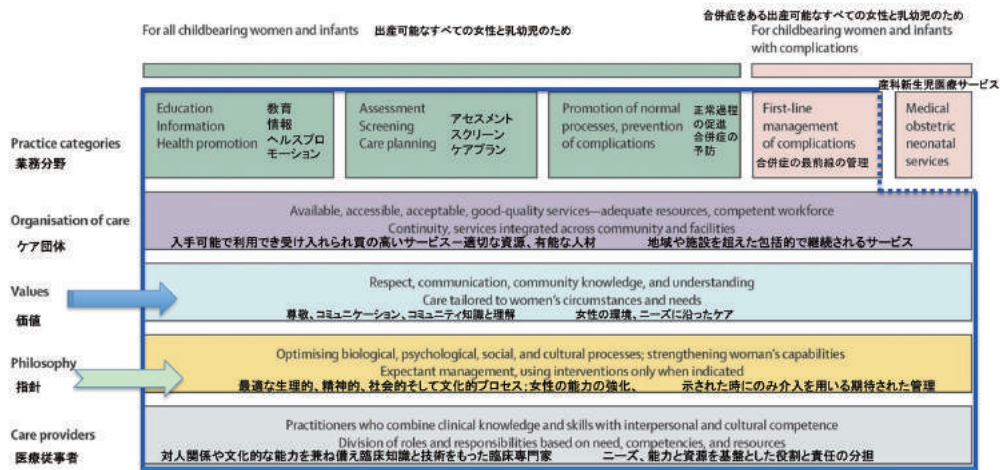 For all childbearing women and infants 出産可能なすべての女性と乳幼児のため
合併症をある出産可能なすべての女性と乳幼児のため
For childbearing women and infants
with complications
産科新生児医療サービス
Practice categories
業務分野
Education
Information
Health promotion
教育
情報
ヘルスプロ
モーション
Assessment
Screening
Care planning
アセスメント
スクリーン
ケアプラン
Promotion of normal
processes, prevention
of complications
正常過程
の促進
合併症の
予防
First-line
management
of complications
合併症の最前線の管理
Medical
obstetric
neonatal
services
Organisation of care
ケア団体
Available, accessible, acceptable, good-quality services—adequate resources, competent workforce
Continuity, services integrated across community and facilities
入手可能で利用でき受け入れられ質の高いサービス－適切な資源、有能な人材 地域や施設を超えた包括的で継続されるサービス
Values
価値
Respect, communication, community knowledge, and understanding
Care tailored to women's circumstances and needs
尊敬、コミュニケーション、コミュニティ知識と理解 女性の環境、ニーズに沿ったケア
Philosophy
指針
Optimising biological, psychological, social, and cultural processes; strengthening woman's capabilities
Expectant management, using interventions only when indicated
最適な生理的、精神的、社会的そして文化的プロセス；女性の能力の強化、 示された時にのみ介入を用いる期待された管理
Care providers
医療従事者
Practitioners who combine clinical knowledge and skills with interpersonal and cultural competence
Division of roles and responsibilities based on need, competencies, and resources
対人関係や文化的な能力を兼ね備え臨床知識と技術をもった臨床専門家 ニーズ、能力と資源を基盤とした役割と責任の分担